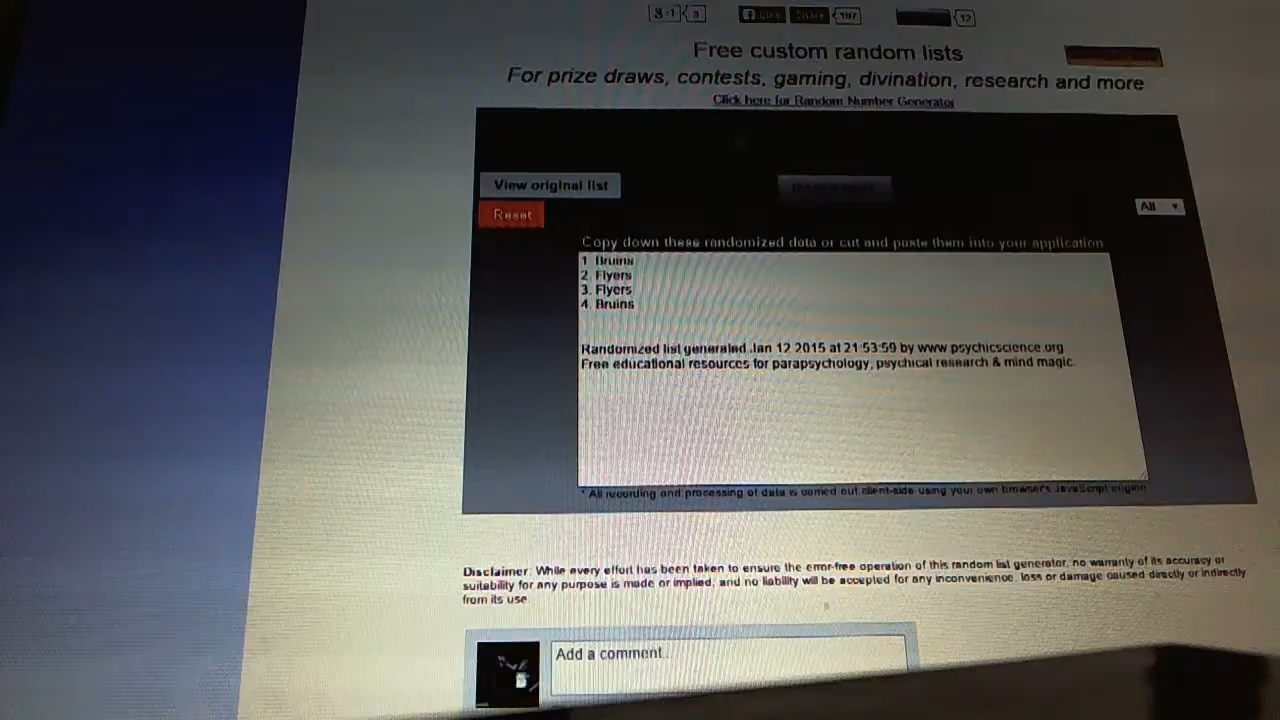 8+1 3 Like Share 197 12
Free custom random lists
For prize draws, contests, gaming, divination, research and more
Click here for Random Number Generator
View original list
Reset
All
Copy down these randomized data or cut and paste them into your application
1. Bruins
2. Flyers
3. Flyers
4. Bruins
Randomized list generated Jan 12 2015 at 21:53:59 by www.psychicscience.org
Free educational resources for parapsychology, psychical research & mind magic.
* All recording and processing of data is carried out client-side using your own browser's JavaScript engine
Disclaimer: While every effort has been taken to ensure the error-free operation of this random list generator, no warranty of its accuracy or
suitability for any purpose is made or implied, and no liability will be accepted for any inconvenience, loss or damage caused directly or indirectly
from its use
Add a comment...